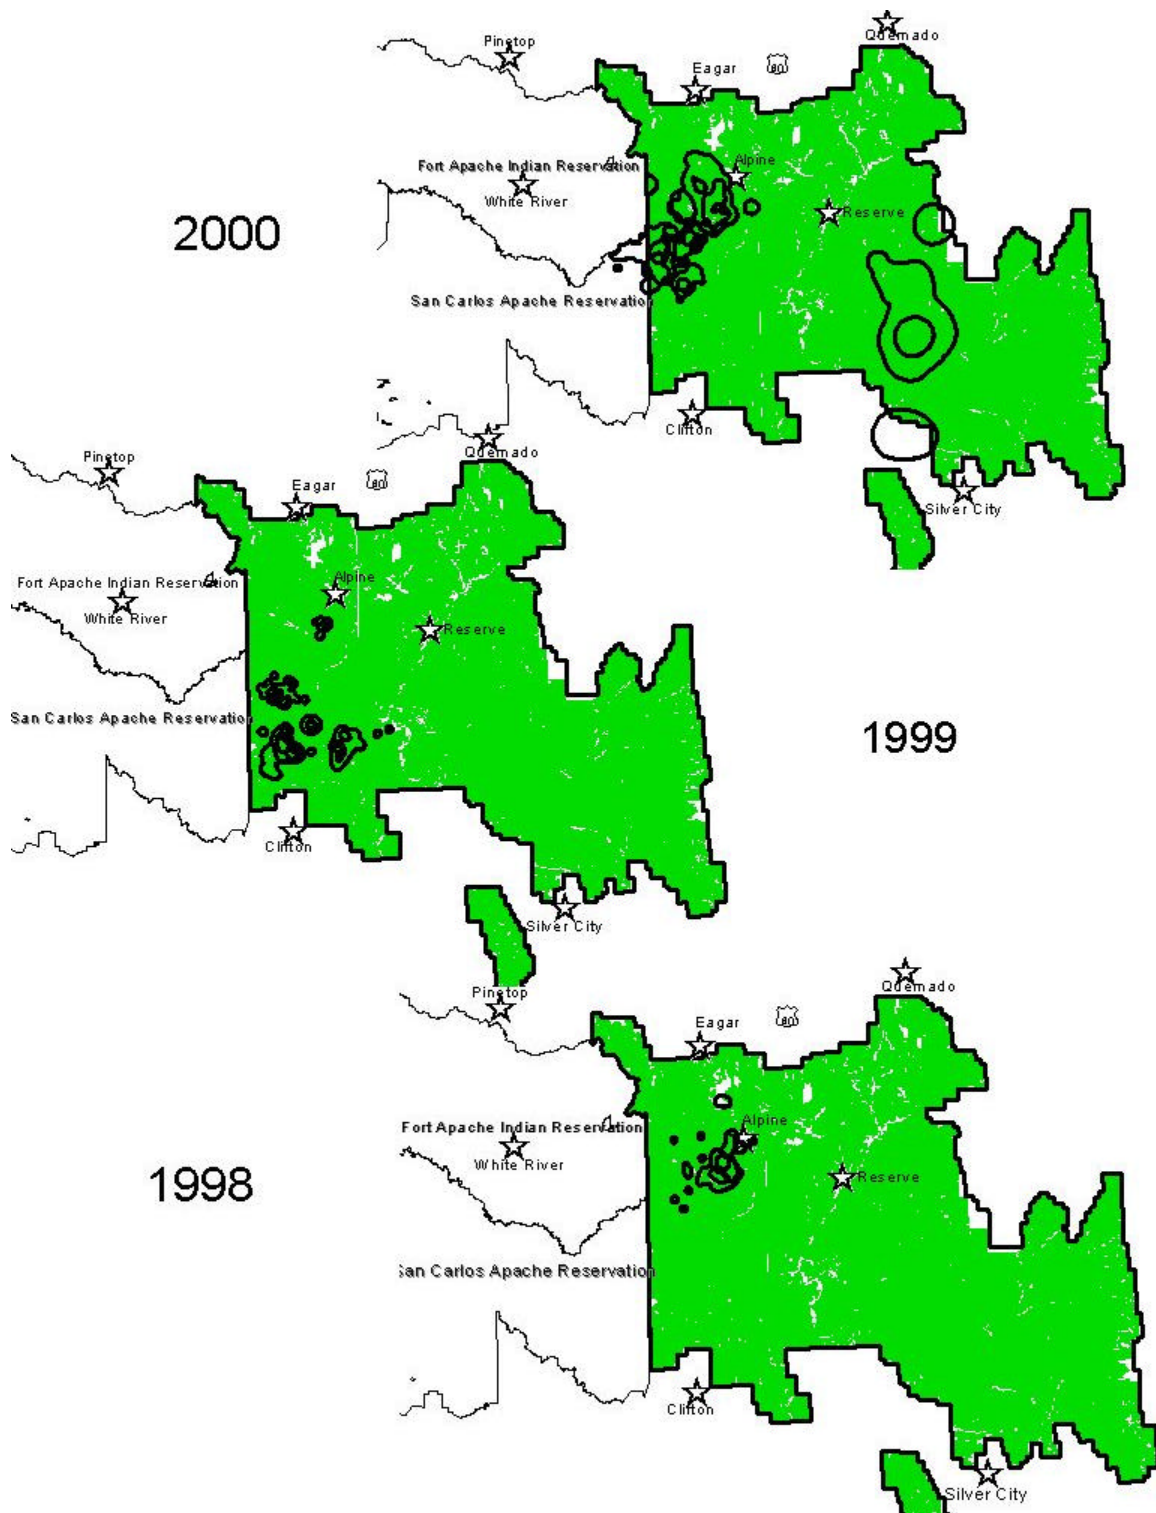 Quemado
Pinetop
Eagar
60
Alpine
Fort Apache Indian Reservation
White River
Reserve
2000
San Carlos Apache Reservation
Clifton
Silver City
Quemado
Pinetop
Eagar
60
Alpine
Fort Apache Indian Reservation
White River
Reserve
San Carlos Apache Reservation
1999
Clifton
Silver City
Quemado
Pinetop
Eagar
60
Alpine
Fort Apache Indian Reservation
White River
Reserve
1998
San Carlos Apache Reservation
Clifton
Silver City